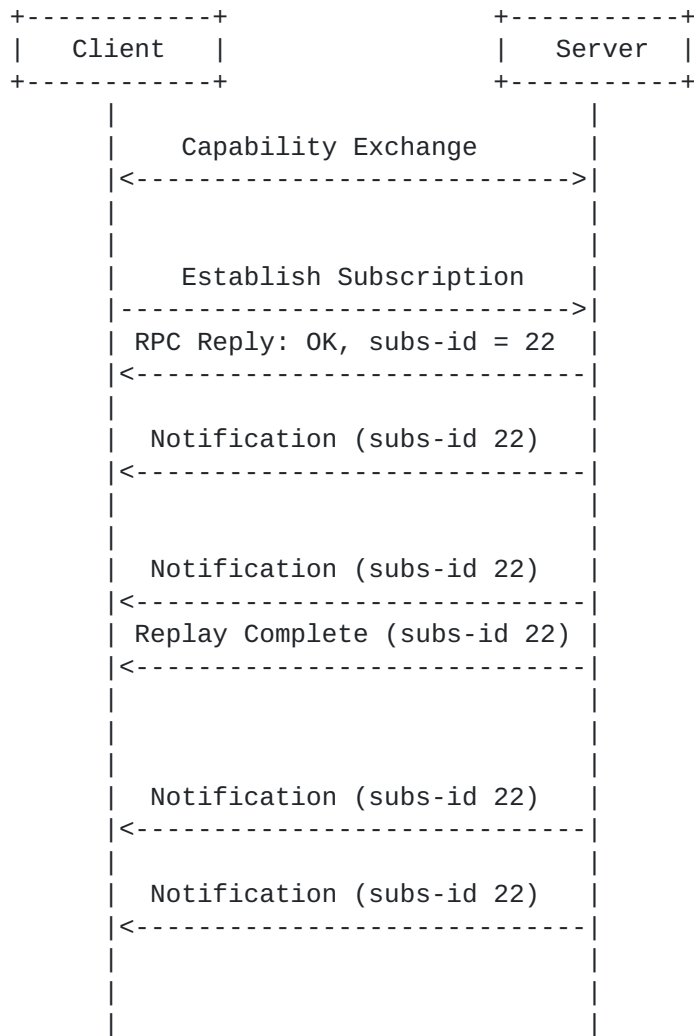 Client Server
Capability Exchange
Establish Subscription
RPC Reply: OK, subs-id = 22
Notification (subs-id 22)
Notification (subs-id 22)
Replay Complete (subs-id 22)
Notification (subs-id 22)
Notification (subs-id 22)